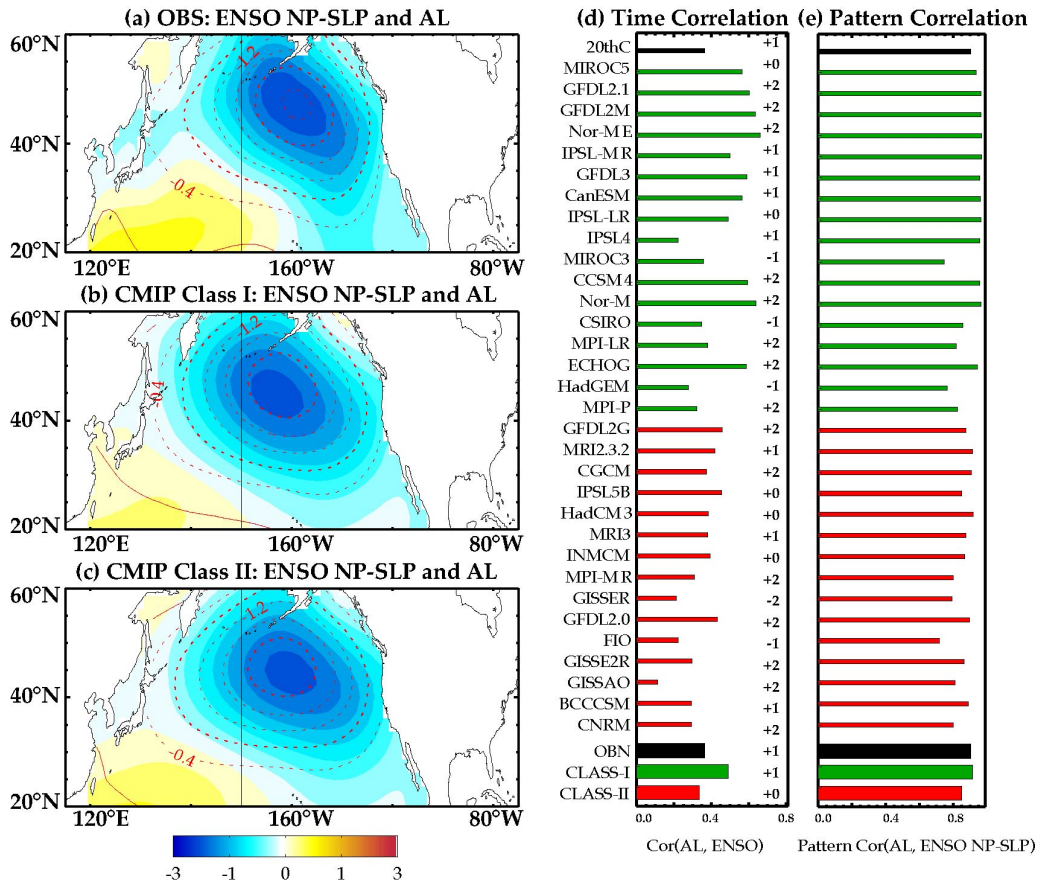 (a) OBS: ENSO NP-SLP and AL
60°N
40°N
20°N
120°E 160°W 80°W
1.2
-0.4
(b) CMIP Class I: ENSO NP-SLP and AL
60°N
40°N
20°N
120°E 160°W 80°W
1.2
-0.4
(c) CMIP Class II: ENSO NP-SLP and AL
60°N
40°N
20°N
120°E 160°W 80°W
1.2
-0.4
-3 -2 -1 0 1 2 3
(d) Time Correlation (e) Pattern Correlation
20thC +1
MIROC5 +0
GFDL2.1 +2
GFDL2M +2
Nor-ME +2
IPSL-MR +1
GFDL3 +1
CanESM +1
IPSL-LR +0
IPSL4 +1
MIROC3 -1
CCSM4 +2
Nor-M +2
CSIRO -1
MPI-LR +2
ECHOG +2
HadGEM -1
MPI-P +2
GFDL2G +2
MRI2.3.2 +1
CGCM +2
IPSL5B +0
HadCM3 +0
MRI3 +1
INMCM +0
MPI-MR +2
GISSER -2
GFDL2.0 +2
FIO -1
GISSE2R +2
GISSAO +2
BCCCSM +1
CNRM +2
OBN +1
CLASS-I +1
CLASS-II +0
0.0 0.4 0.8 0.0 0.4 0.8
Cor(AL, ENSO) Pattern Cor(AL, ENSO NP-SLP)